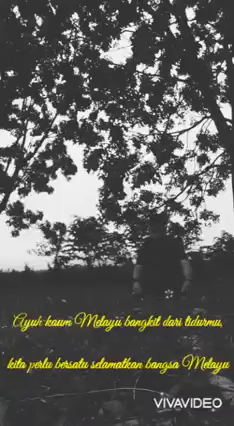 Ayuh kaum Melayu bangkit dari tidurmu,
kita perlu bersatu selamatkan bangsa Melayu
VIVAVIDEO